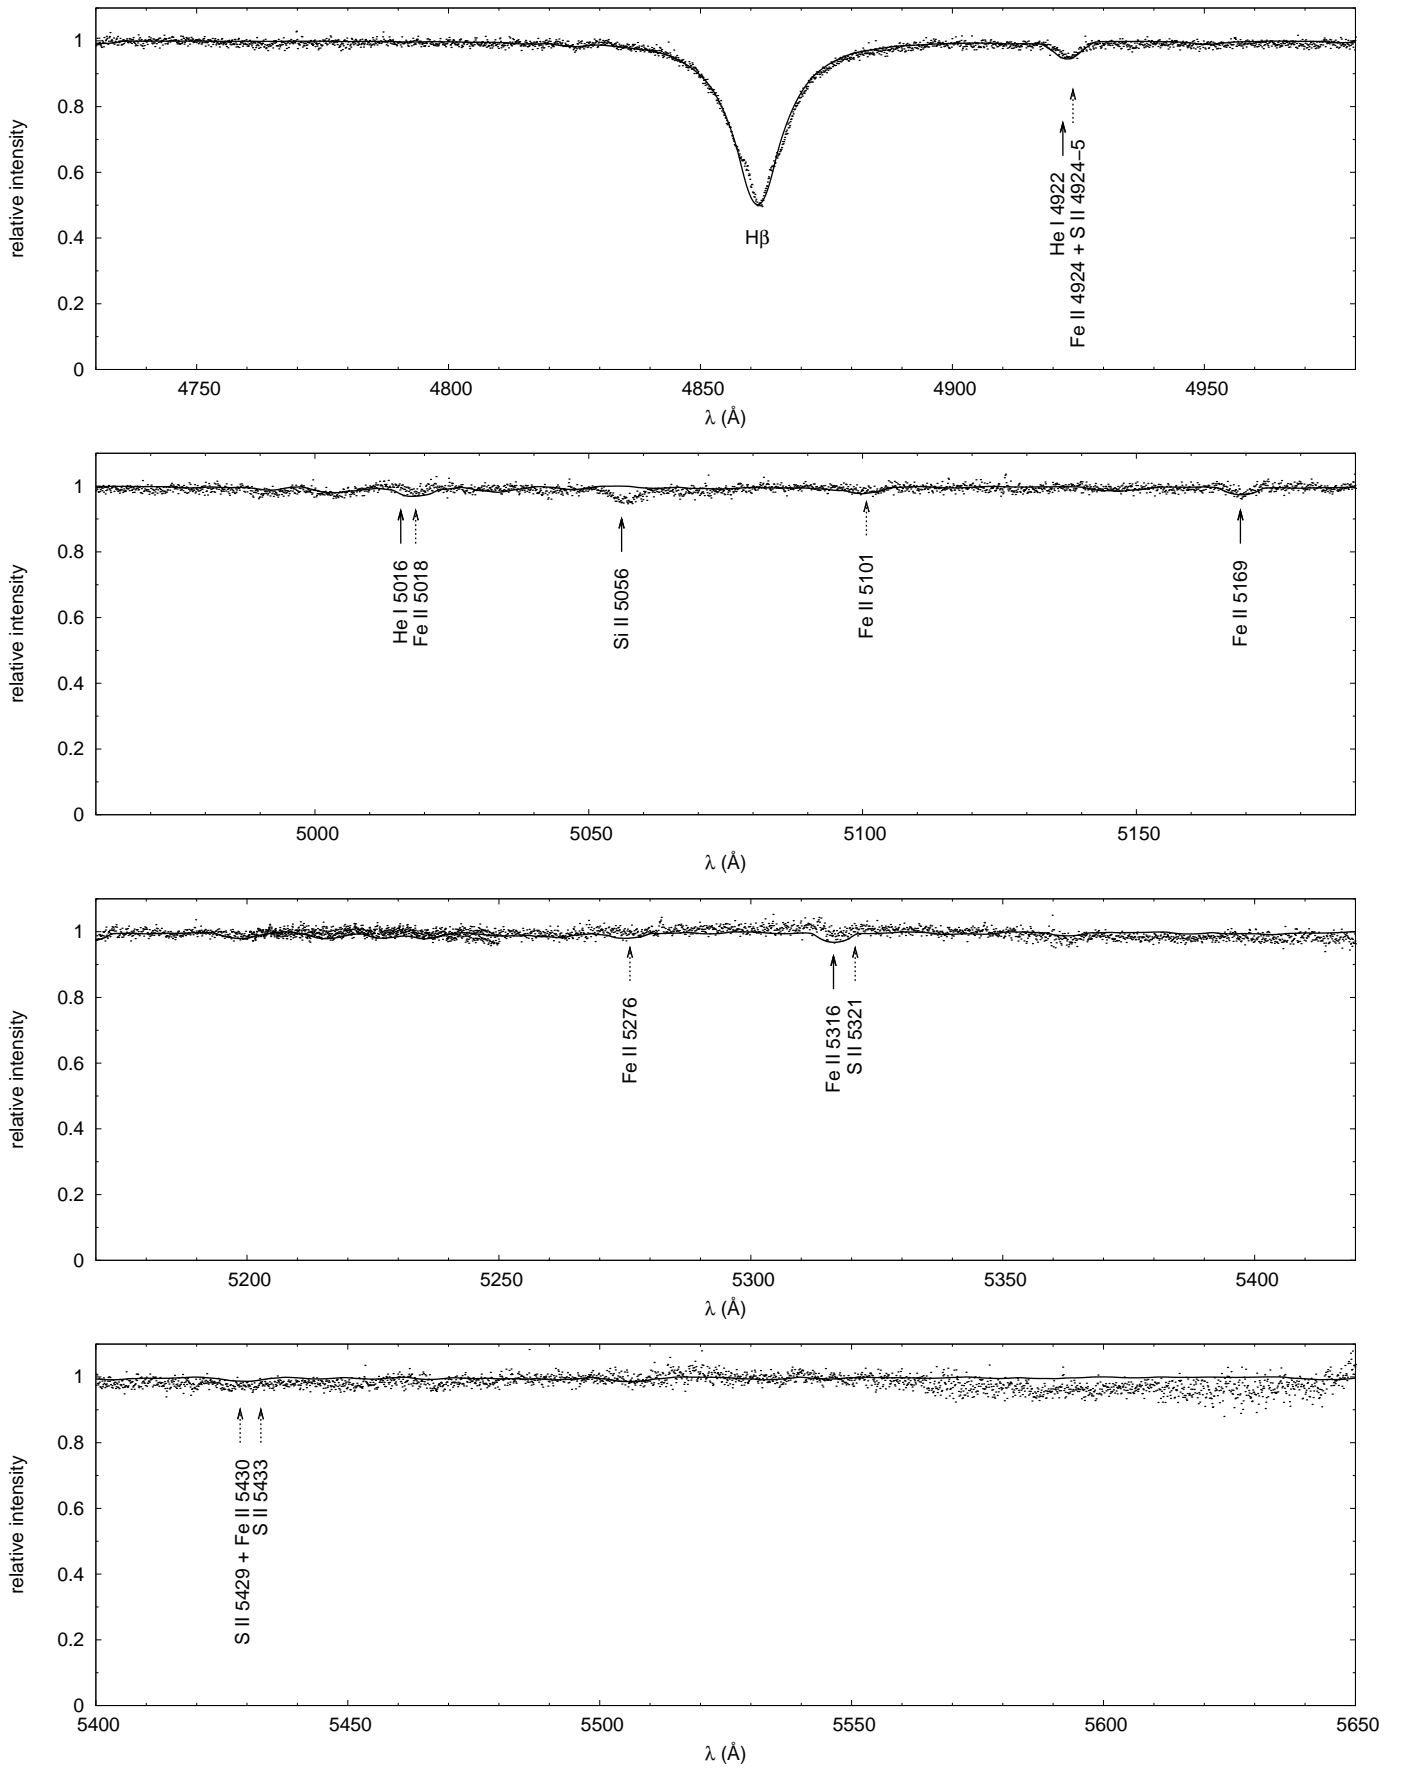 relative intensity
1
0.8
0.6
0.4
0.2
0
Hβ
He I 4922
Fe II 4924 + S II 4924–5
4750 4800 4850 4900 4950
λ (Å)
relative intensity
1
0.8
0.6
0.4
0.2
0
He I 5016
Fe II 5018
Si II 5056
Fe II 5101
Fe II 5169
5000 5050 5100 5150
λ (Å)
relative intensity
1
0.8
0.6
0.4
0.2
0
Fe II 5276
Fe II 5316
S II 5321
5200 5250 5300 5350 5400
λ (Å)
relative intensity
1
0.8
0.6
0.4
0.2
0
S II 5429 + Fe II 5430
S II 5433
5400 5450 5500 5550 5600 5650
λ (Å)